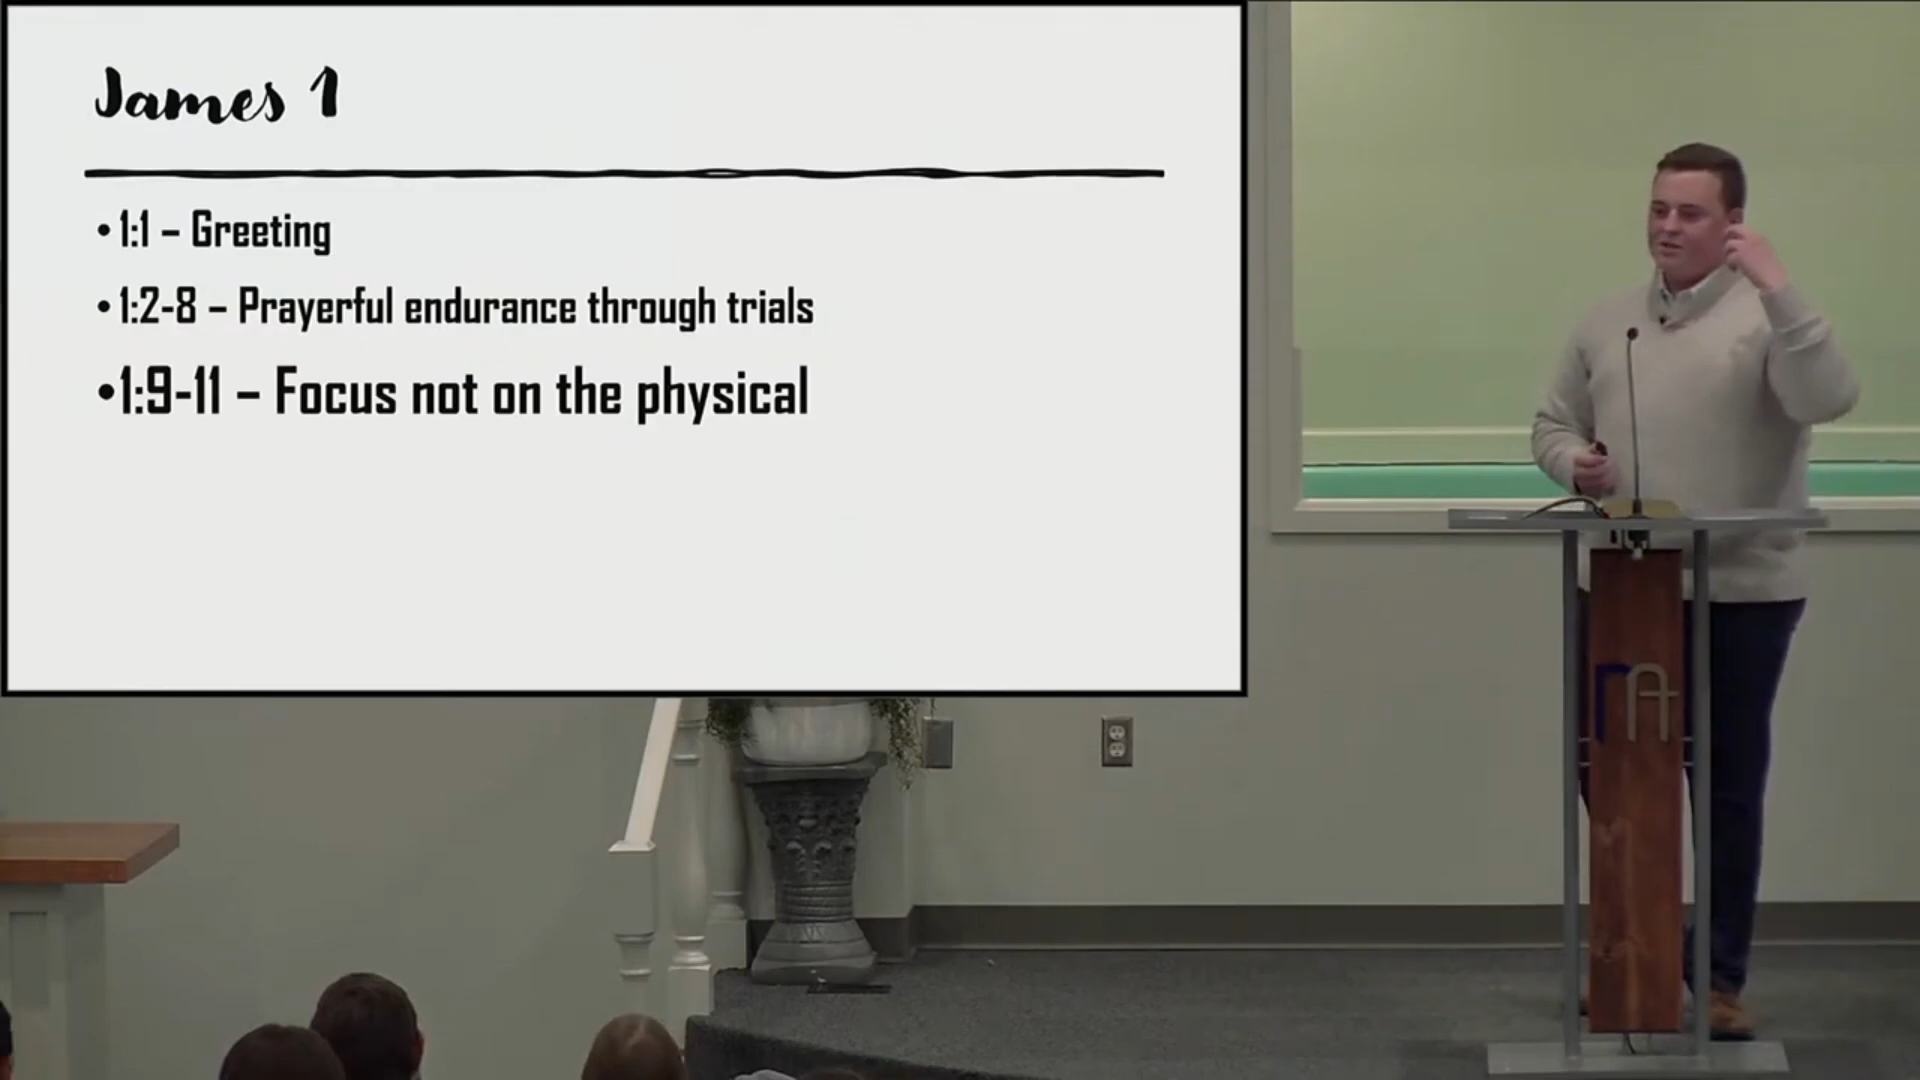 James 1
• 1:1 – Greeting
• 1:2-8 – Prayerful endurance through trials
• 1:9-11 – Focus not on the physical
NA